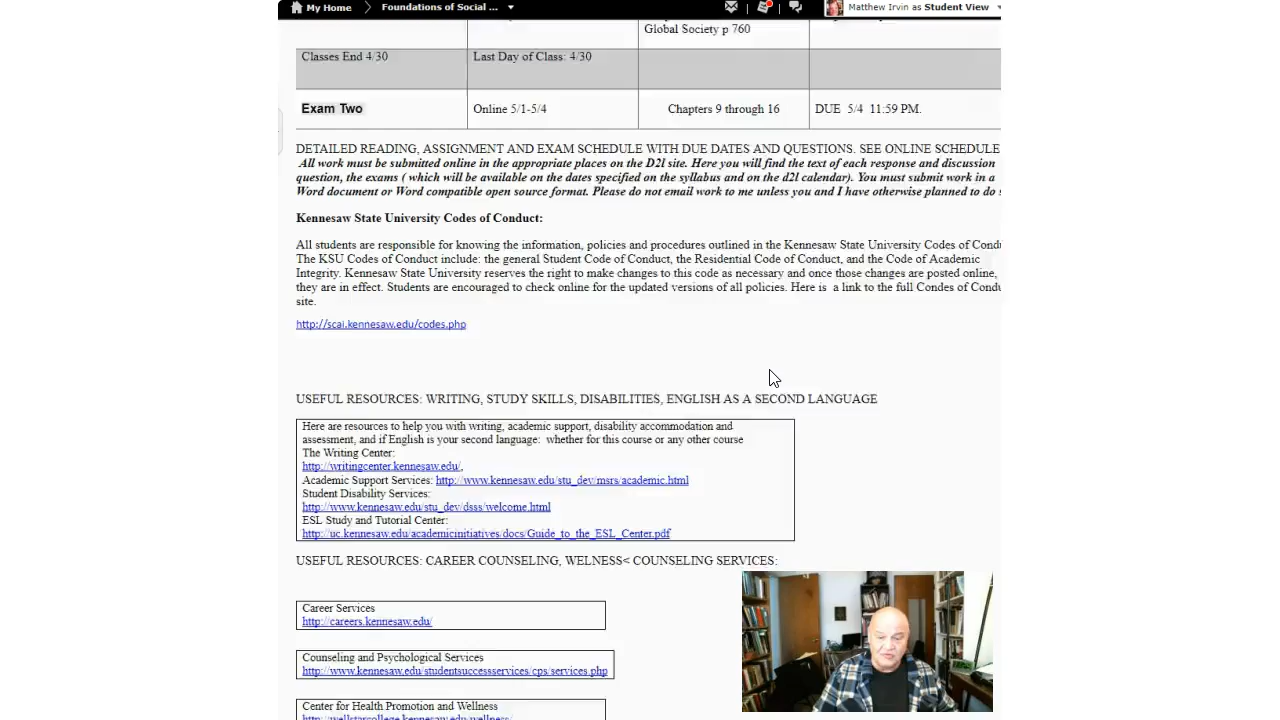 My Home
Foundations of Social ...
Matthew Irvin as Student View
Global Society p 760
Classes End 4/30
Last Day of Class: 4/30
Exam Two
Online 5/1-5/4
Chapters 9 through 16
DUE 5/4 11:59 PM.
DETAILED READING, ASSIGNMENT AND EXAM SCHEDULE WITH DUE DATES AND QUESTIONS. SEE ONLINE SCHEDULE
All work must be submitted online in the appropriate places on the D2l site. Here you will find the text of each response and discussion
question, the exams ( which will be available on the dates specified on the syllabus and on the d2l calendar). You must submit work in a
Word document or Word compatible open source format. Please do not email work to me unless you and I have otherwise planned to do s
Kennesaw State University Codes of Conduct:
All students are responsible for knowing the information, policies and procedures outlined in the Kennesaw State University Codes of Condu
The KSU Codes of Conduct include: the general Student Code of Conduct, the Residential Code of Conduct, and the Code of Academic
Integrity. Kennesaw State University reserves the right to make changes to this code as necessary and once those changes are posted online,
they are in effect. Students are encouraged to check online for the updated versions of all policies. Here is a link to the full Condes of Condu
site.
http://scai.kennesaw.edu/codes.php
USEFUL RESOURCES: WRITING, STUDY SKILLS, DISABILITIES, ENGLISH AS A SECOND LANGUAGE
Here are resources to help you with writing, academic support, disability accommodation and
assessment, and if English is your second language: whether for this course or any other course
The Writing Center:
http://writingcenter.kennesaw.edu/,
Academic Support Services: http://www.kennesaw.edu/stu_dev/msrs/academic.html
Student Disability Services:
http://www.kennesaw.edu/stu_dev/dsss/welcome.html
ESL Study and Tutorial Center:
http://uc.kennesaw.edu/academicinitiatives/docs/Guide_to_the_ESL_Center.pdf
USEFUL RESOURCES: CAREER COUNSELING, WELNESS< COUNSELING SERVICES:
Career Services
http://careers.kennesaw.edu/
Counseling and Psychological Services
http://www.kennesaw.edu/studentsuccessservices/cps/services.php
Center for Health Promotion and Wellness
http://wellstarcollege.kennesaw.edu/wellness/